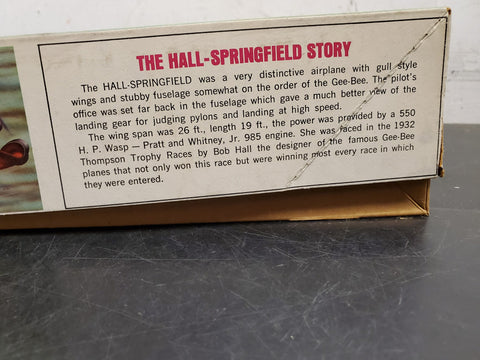 THE HALL-SPRINGFIELD STORY
The HALL-SPRINGFIELD was a very distinctive airplane with gull style
wings and stubby fuselage somewhat on the order of the Gee-Bee. The pilot's
office was set far back in the fuselage which gave a much better view of the
landing gear for judging pylons and landing at high speed.
The wing span was 26 ft., length 19 ft., the power was provided by a 550
H. P. Wasp — Pratt and Whitney, Jr. 985 engine. She was raced in the 1932
Thompson Trophy Races by Bob Hall the designer of the famous Gee-Bee
planes that not only won this race but were winning most every race in which
they were entered.